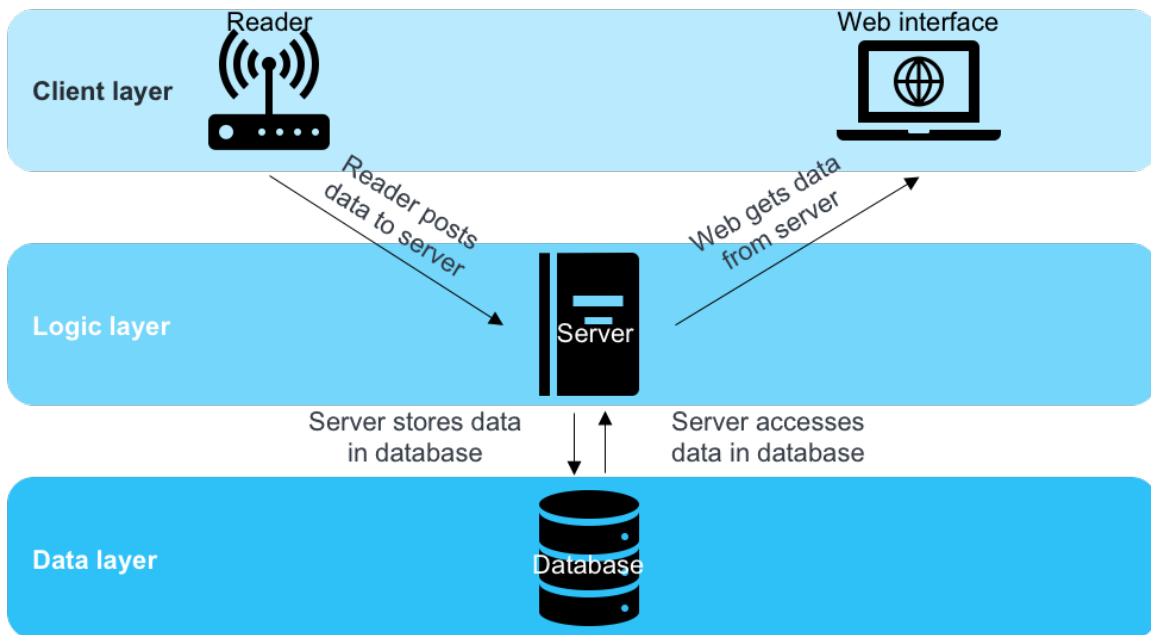 Reader
Web interface
Client layer
Reader posts
data to server
Web gets data
from server
Logic layer
Server
Server stores data
in database
Server accesses
data in database
Data layer
Database